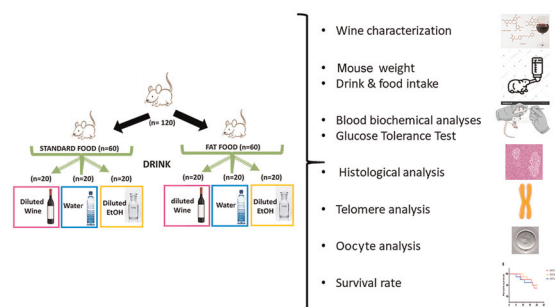 (n= 120)
STANDARD FOOD (n=60)
FAT FOOD (n=60)
DRINK
(n=20)
(n=20)
(n=20)
(n=20)
(n=20)
(n=20)
Diluted
Wine
Water
Diluted
EtOH
diluted
Wine
Water
Diluted
EtOH
• Wine characterization
• Mouse weight
• Drink & food intake
• Blood biochemical analyses
• Glucose Tolerance Test
• Histological analysis
• Telomere analysis
• Oocyte analysis
• Survival rate